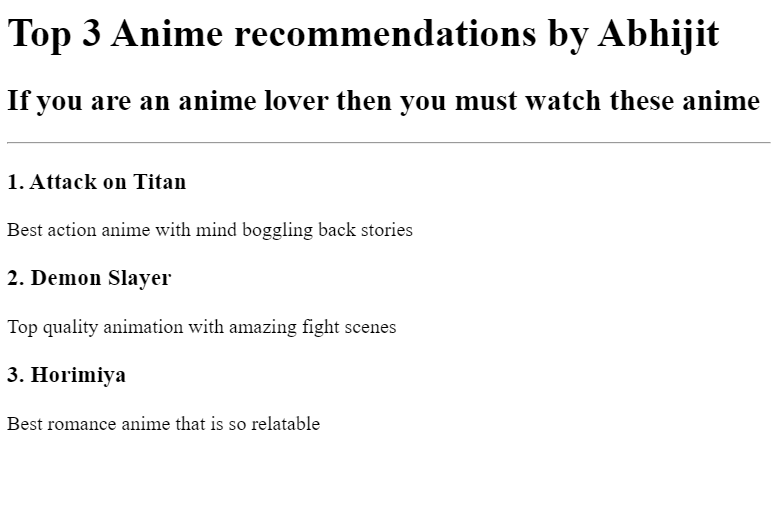 Top 3 Anime recommendations by Abhijit
If you are an anime lover then you must watch these anime
1. Attack on Titan
Best action anime with mind boggling back stories
2. Demon Slayer
Top quality animation with amazing fight scenes
3. Horimiya
Best romance anime that is so relatable